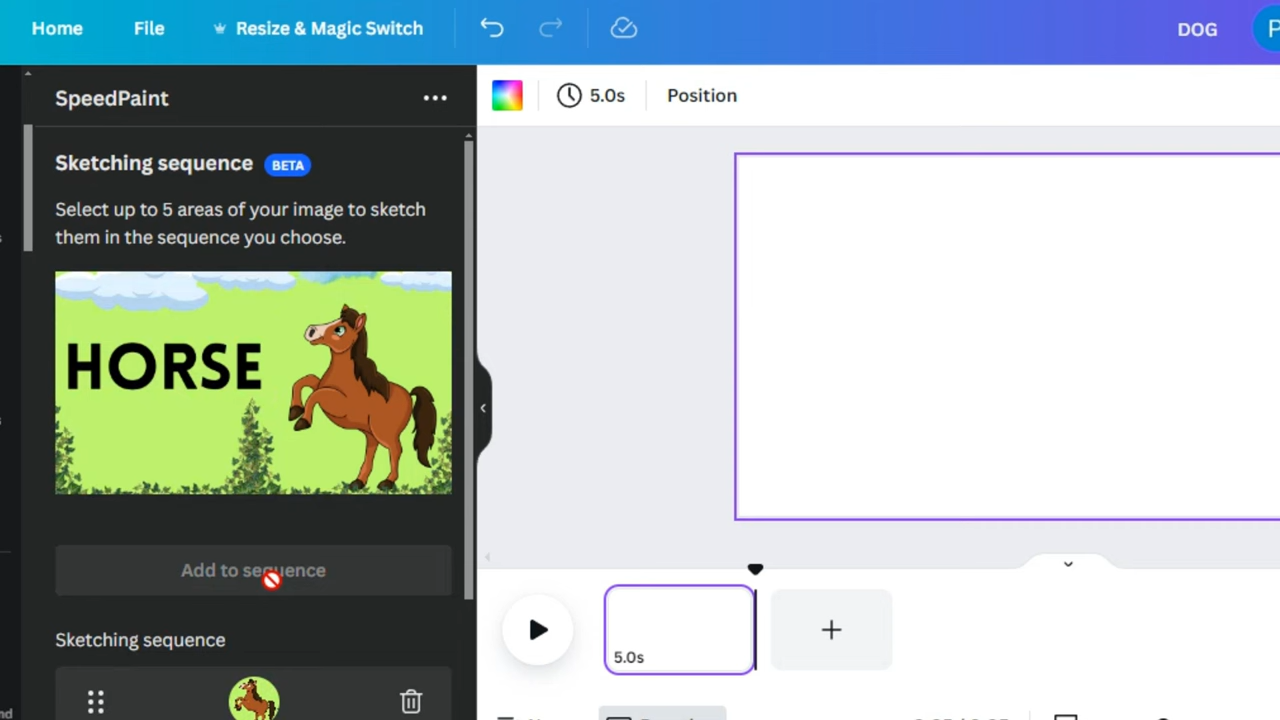 Home File Resize & Magic Switch DOG P
SpeedPaint
5.0s Position
Sketching sequence BETA
Select up to 5 areas of your image to sketch
them in the sequence you choose.
HORSE
Add to sequence
Sketching sequence
5.0s